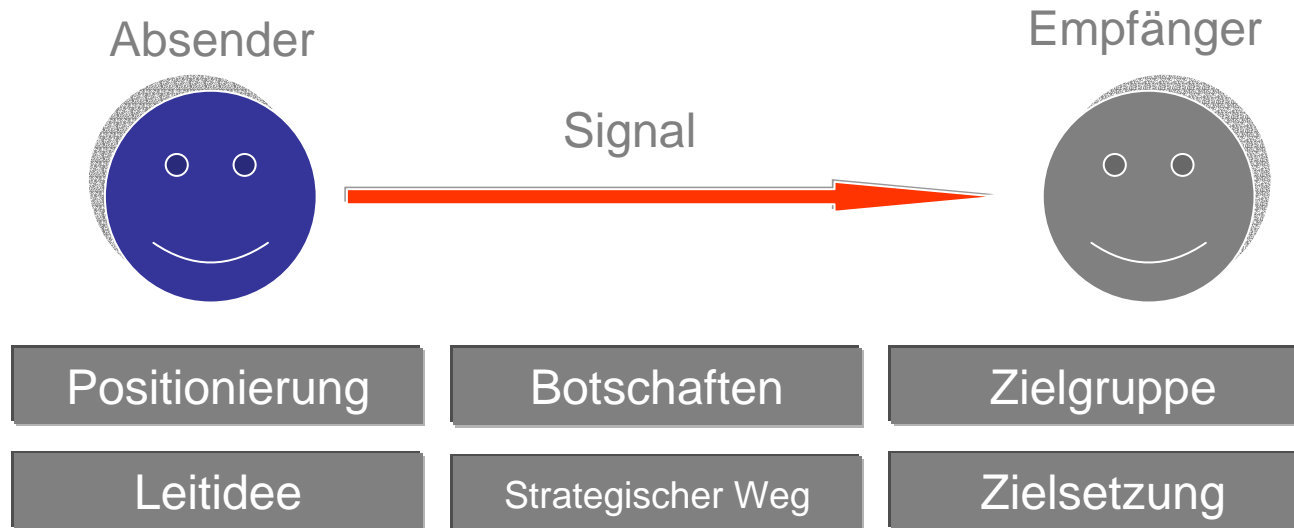 Absender
Empfänger
Signal
Positionierung
Botschaften
Zielgruppe
Leitidee
Strategischer Weg
Zielsetzung